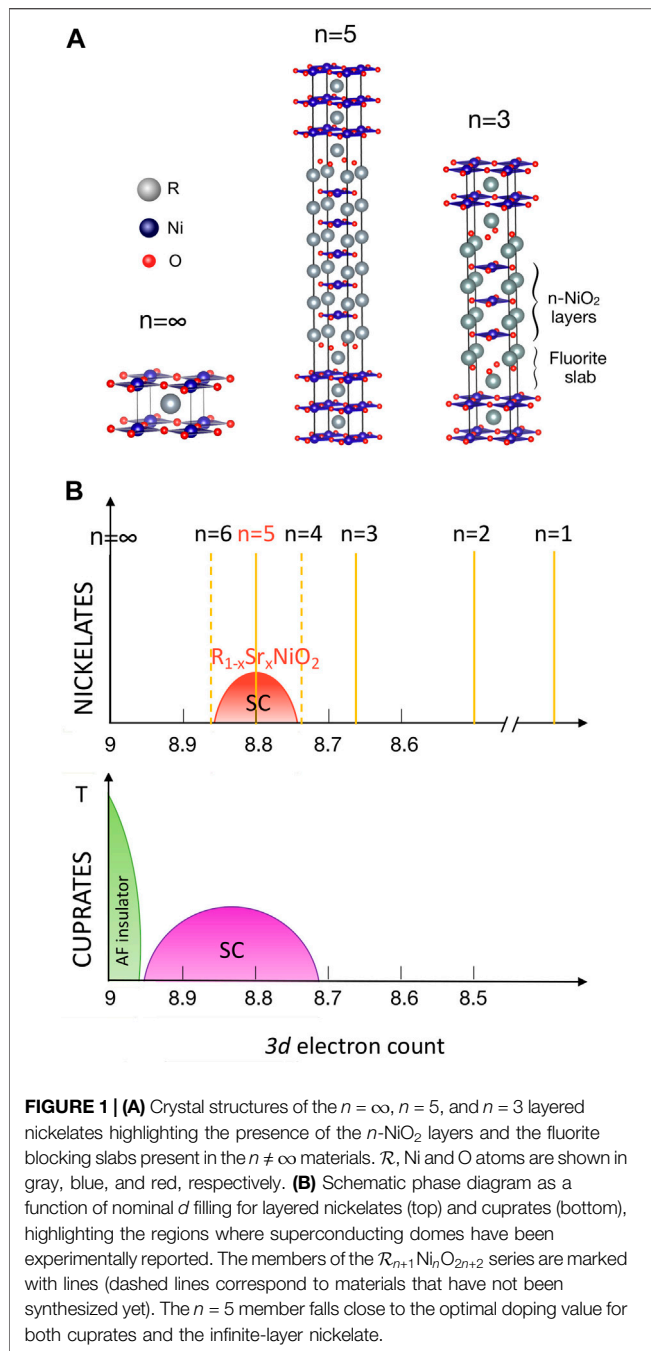 A
n=5
n=3
R
Ni
O
n=∞
n-NiO2
layers
Fluorite
slab
B
n=∞
n=6
n=5
n=4
n=3
n=2
n=1
NICKELATES
R1-xSrxNiO2
SC
9
8.9
8.8
8.7
8.6
T
CUPRATES
AF insulator
SC
9
8.9
8.8
8.7
8.6
8.5
3d electron count
FIGURE 1 | (A) Crystal structures of the n = ∞, n = 5, and n = 3 layered
nickelates highlighting the presence of the n-NiO2 layers and the fluorite
blocking slabs present in the n ≠ ∞ materials. ℛ, Ni and O atoms are shown in
gray, blue, and red, respectively. (B) Schematic phase diagram as a
function of nominal d filling for layered nickelates (top) and cuprates (bottom),
highlighting the regions where superconducting domes have been
experimentally reported. The members of the ℛn+1NinO2n+2 series are marked
with lines (dashed lines correspond to materials that have not been
synthesized yet). The n = 5 member falls close to the optimal doping value for
both cuprates and the infinite-layer nickelate.